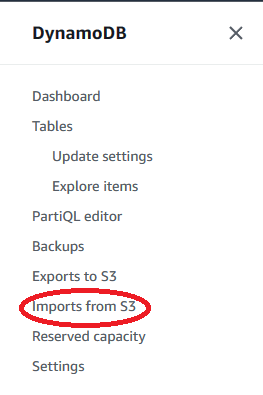 DynamoDB
Dashboard
Tables
Update settings
Explore items
PartiQL editor
Backups
Exports to S3
Imports from S3
Reserved capacity
Settings